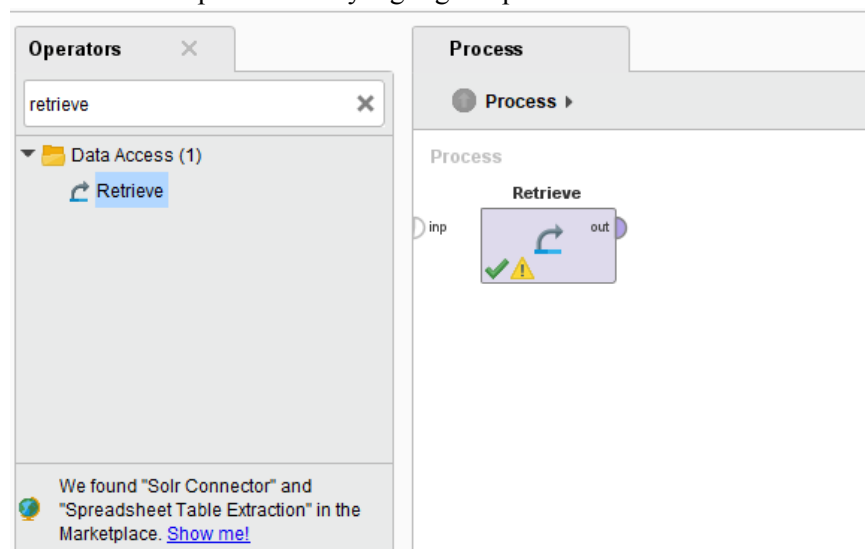 Operators
retrieve
Data Access (1)
Retrieve
We found "Solr Connector" and
"Spreadsheet Table Extraction" in the
Marketplace. Show me!
Process
Process
Process
Retrieve
inp
out